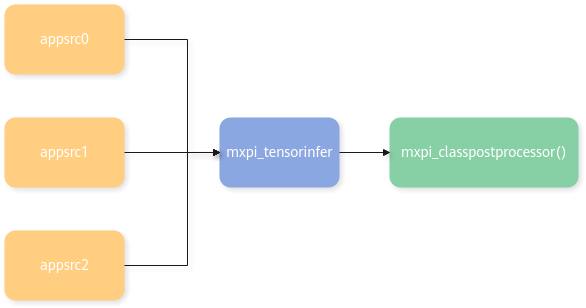 appsrc0
appsrc1
mxpi_tensorinfer
mxpi_classpostprocessor()
appsrc2